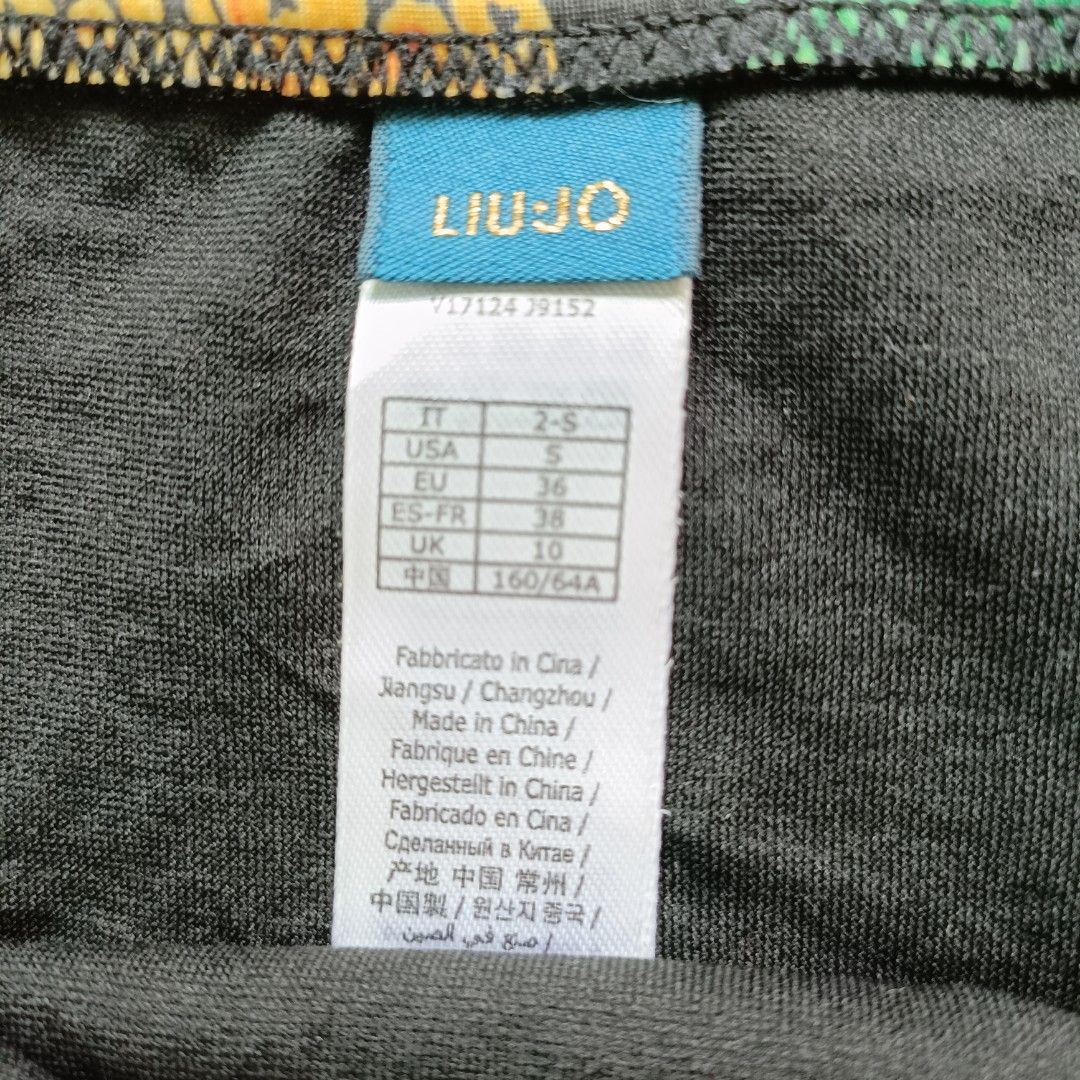 LIU·JO
V17124 J9152
IT 2-S
USA S
EU 36
ES-FR 38
UK 10
中国 160/64A
Fabbricato in Cina /
Jiangsu / Changzhou /
Made in China /
Fabrique en Chine /
Hergestellt in China /
Fabricado en Cina /
Сделанный в Китае /
产地 中国 常州 /
中国製 / 원산지 중국 /
صنع في الصين /